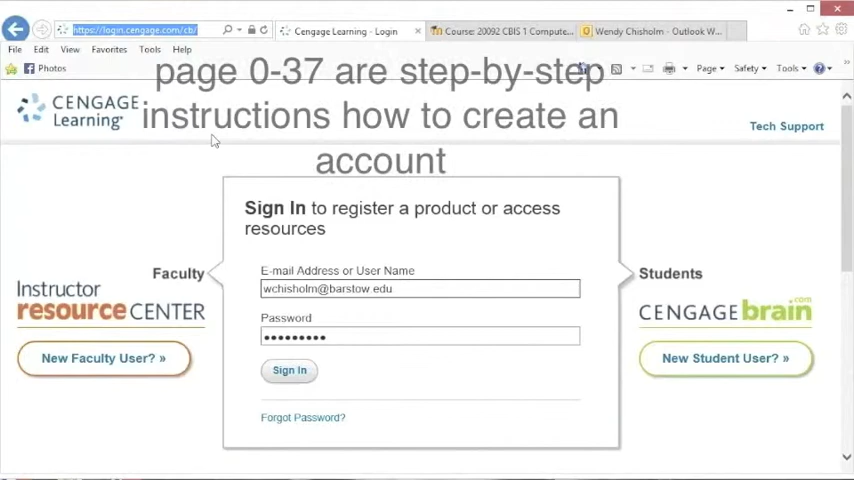 https://login.cengage.com/cb/
Cengage Learning - Login
Course: 20092 CBIS 1 Compute...
Wendy Chisholm - Outlook W...
File Edit View Favorites Tools Help
Photos
Page Safety Tools
page 0-37 are step-by-step
instructions how to create an
account
CENGAGE
Learning
Tech Support
Sign In to register a product or access
resources
Faculty
Instructor
resource CENTER
New Faculty User? »
E-mail Address or User Name
wchisholm@barstow.edu
Password
Sign In
Forgot Password?
Students
CENGAGEbrain.com
New Student User? »